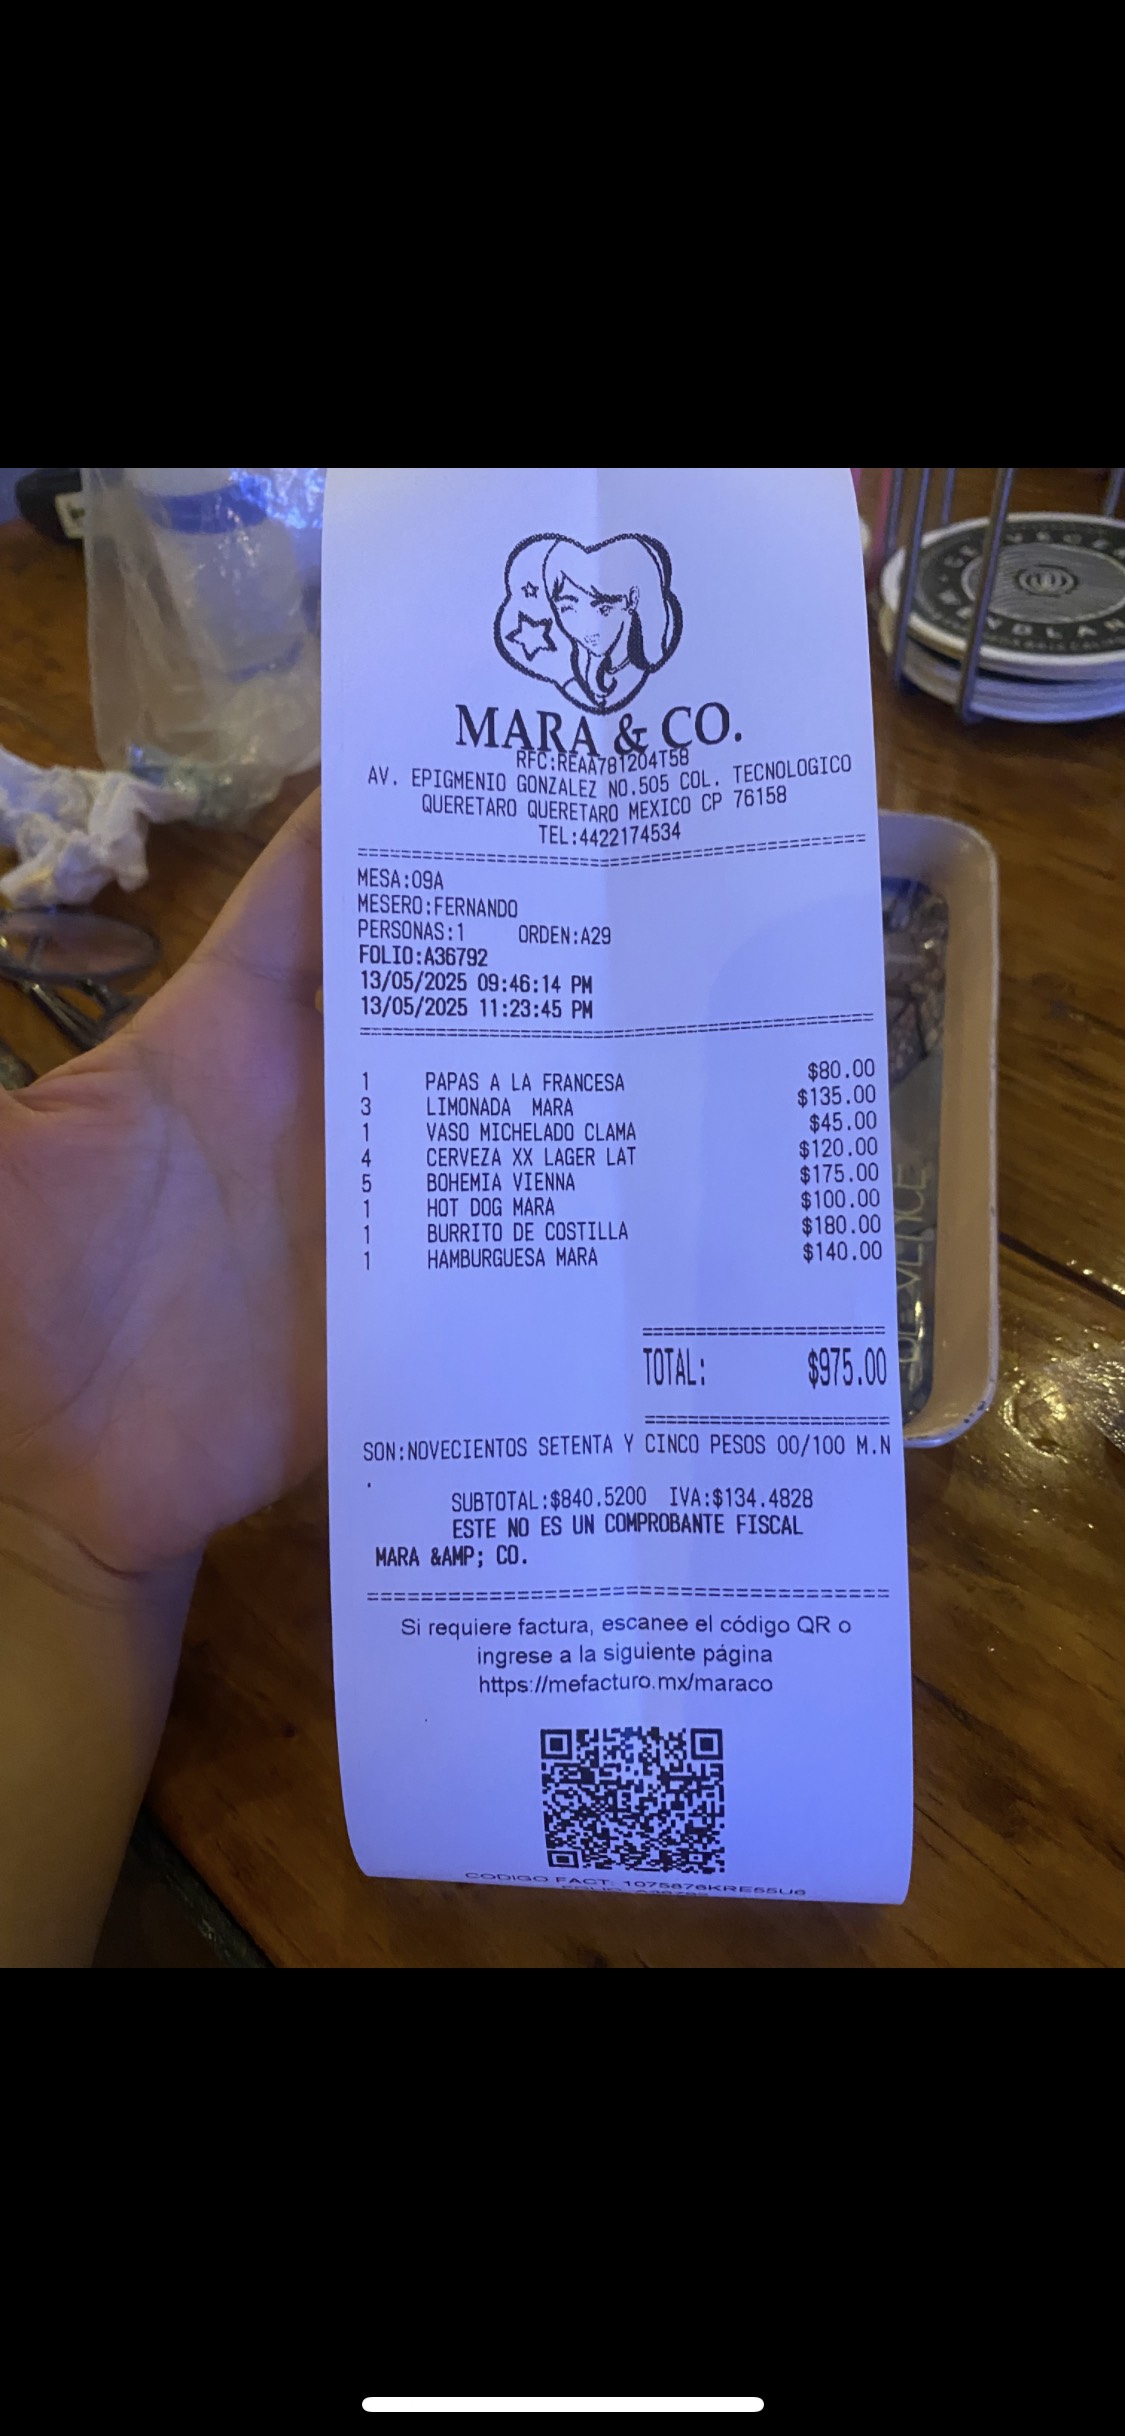 MARA & CO.
RFC:REAA781204T58
AV. EPIGMENIO GONZALEZ NO.505 COL. TECNOLOGICO
QUERETARO QUERETARO MEXICO CP 76158
TEL:4422174534
================================
MESA:09A
MESERO:FERNANDO
PERSONAS:1 ORDEN:A29
FOLIO:A36792
13/05/2025 09:46:14 PM
13/05/2025 11:23:45 PM
================================
1 PAPAS A LA FRANCESA $80.00
3 LIMONADA MARA $135.00
1 VASO MICHELADO CLAMA $45.00
4 CERVEZA XX LAGER LAT $120.00
5 BOHEMIA VIENNA $175.00
1 HOT DOG MARA $100.00
1 BURRITO DE COSTILLA $180.00
1 HAMBURGUESA MARA $140.00
======================
TOTAL: $975.00
======================
SON:NOVECIENTOS SETENTA Y CINCO PESOS 00/100 M.N
.
SUBTOTAL:$840.5200 IVA:$134.4828
ESTE NO ES UN COMPROBANTE FISCAL
MARA &AMP; CO.
================================
Si requiere factura, escanee el código QR o
ingrese a la siguiente página
https://mefacturo.mx/maraco
CODIGO FACT: 1075876KRE55U6